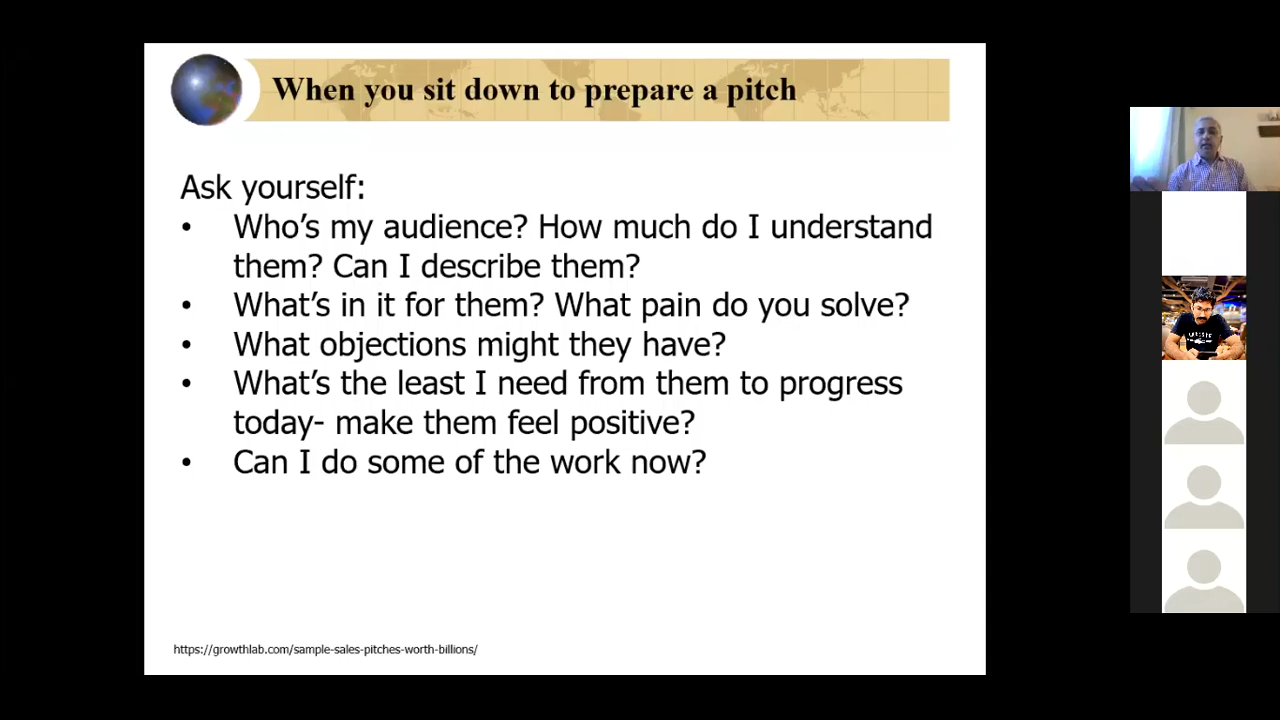 When you sit down to prepare a pitch
Ask yourself:
• Who’s my audience? How much do I understand
them? Can I describe them?
• What’s in it for them? What pain do you solve?
• What objections might they have?
• What’s the least I need from them to progress
today- make them feel positive?
• Can I do some of the work now?
https://growthlab.com/sample-sales-pitches-worth-billions/